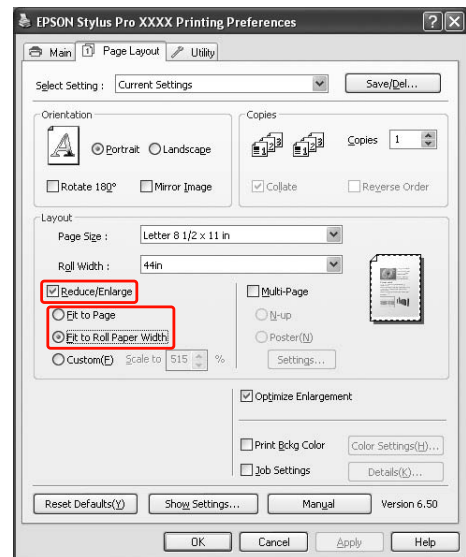 EPSON Stylus Pro XXXX Printing Preferences
Main Page Layout Utility
Select Setting : Current Settings Save/Del...
Orientation Copies
Portrait Landscape Copies 1
Rotate 180° Mirror Image Collate Reverse Order
Layout
Page Size : Letter 8 1/2 x 11 in
Roll Width : 44in
Reduce/Enlarge Multi-Page
Fit to Page N-up
Fit to Roll Paper Width Poster(N)
Custom(F) Scale to 515 % Settings...
Optimize Enlargement
Print Bckg Color Color Settings(H)...
Job Settings Details(K)...
Reset Defaults(Y) Show Settings... Manual Version 6.50
OK Cancel Apply Help